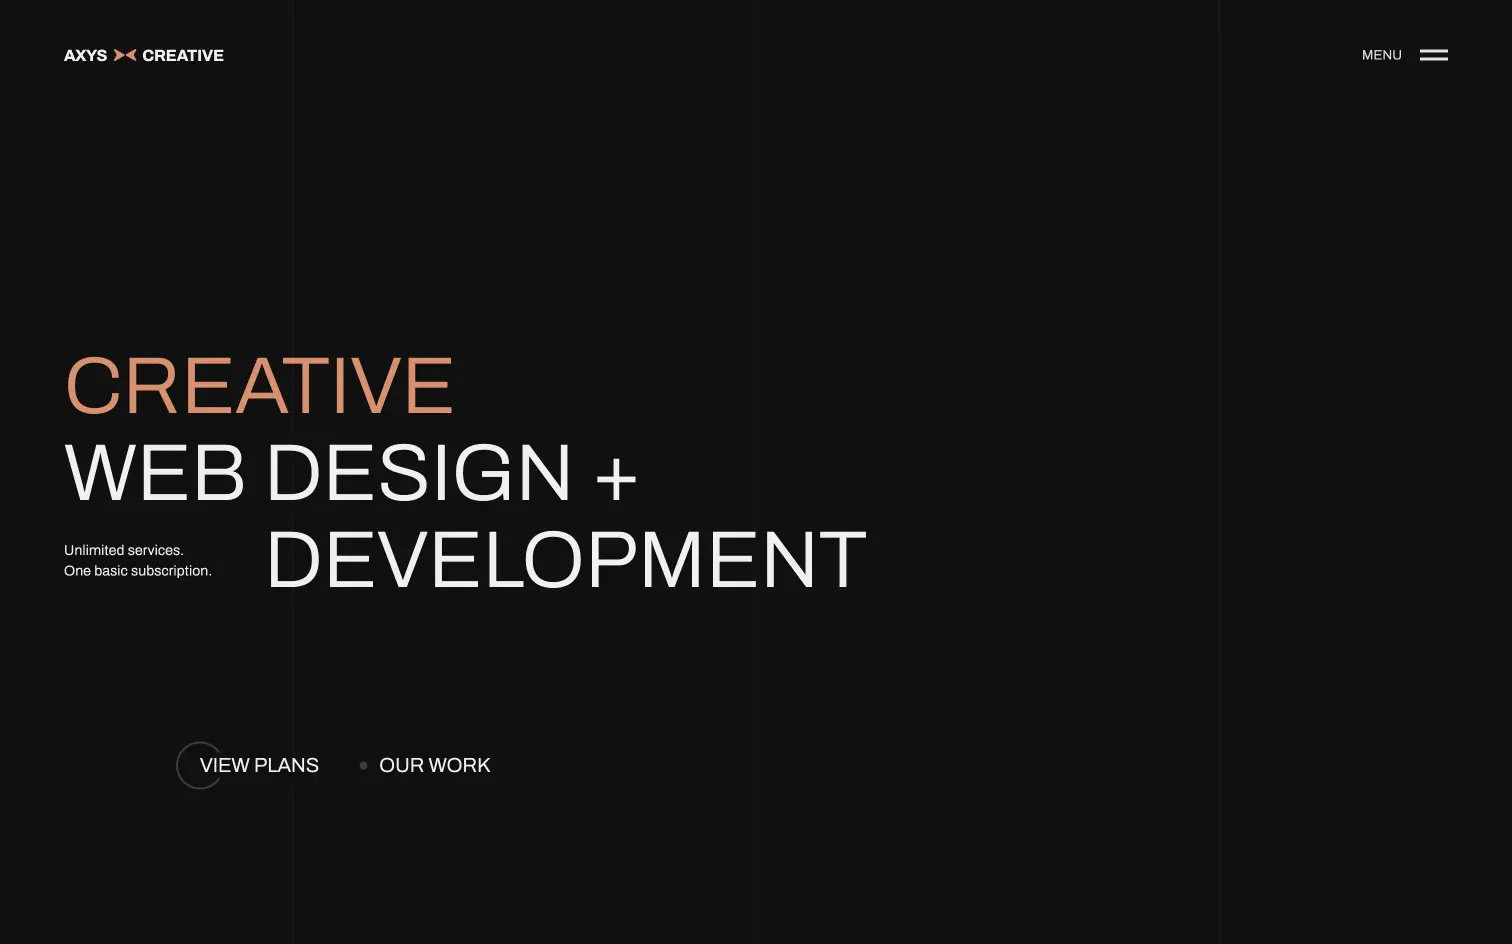 AXYS CREATIVE
MENU
CREATIVE
WEB DESIGN +
DEVELOPMENT
Unlimited services.
One basic subscription.
VIEW PLANS
OUR WORK